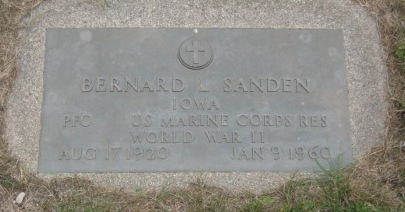 BERNARD L SANDEN
IOWA
PFC US MARINE CORPS RES
WORLD WAR II
AUG 17 1920 JAN 9 1960